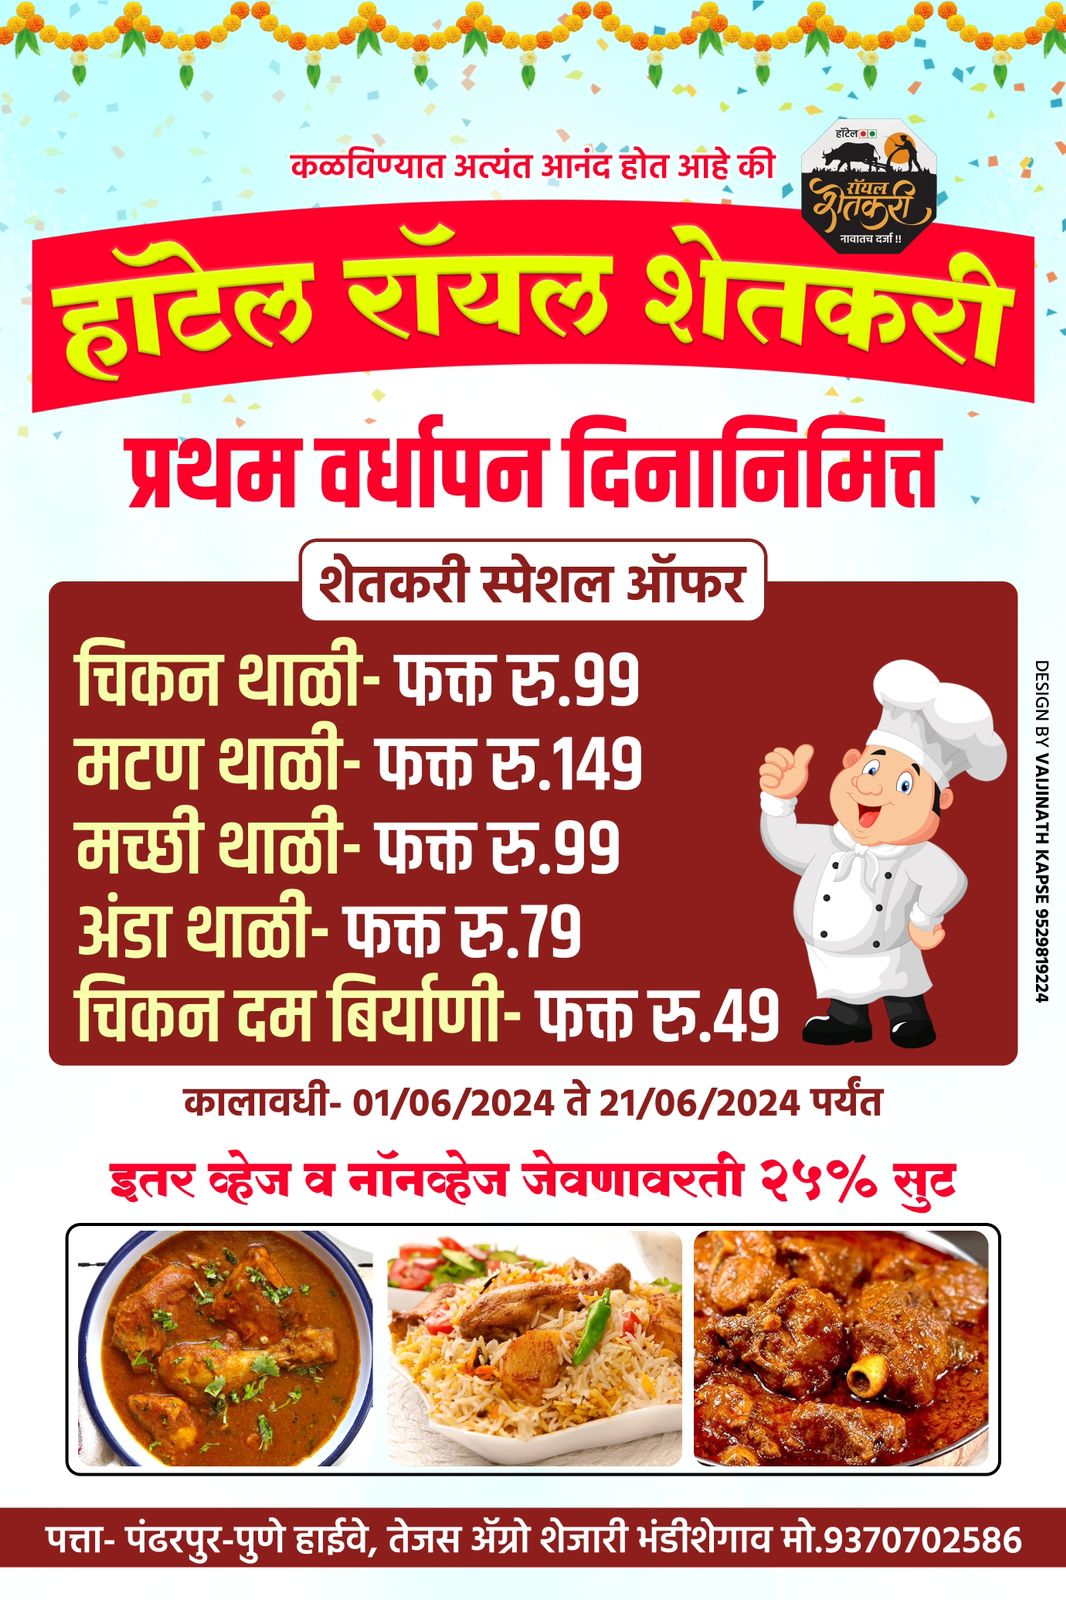 कळविण्यात अत्यंत आनंद होत आहे की
हॉटेल
रॉयल
शेतकरी
नावातच दर्जा !!
हॉटेल रॉयल शेतकरी
प्रथम वर्धापन दिनानिमित्त
शेतकरी स्पेशल ऑफर
चिकन थाळी- फक्त रु.99
मटण थाळी- फक्त रु.149
मच्छी थाळी- फक्त रु.99
अंडा थाळी- फक्त रु.79
चिकन दम बिर्याणी- फक्त रु.49
DESIGN BY VAIJINATH KAPSE 9529819224
कालावधी- 01/06/2024 ते 21/06/2024 पर्यंत
इतर व्हेज व नॉनव्हेज जेवणावरती २५% सुट
पत्ता- पंढरपुर-पुणे हाईवे, तेजस ॲग्रो शेजारी भंडीशेगाव मो.9370702586